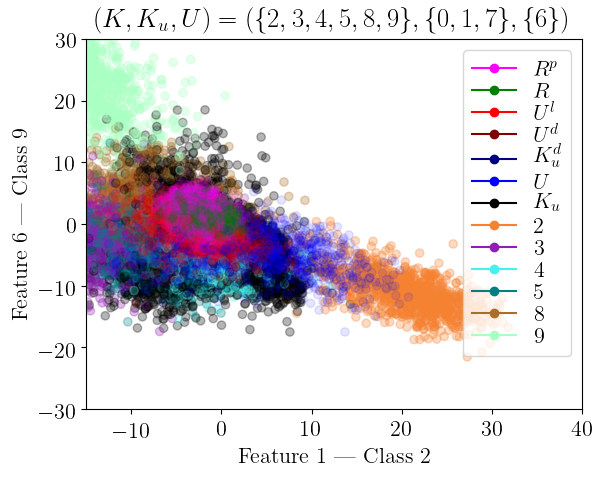 (K, K_u, U) = ({2, 3, 4, 5, 8, 9}, {0, 1, 7}, {6})
30
20
10
0
−10
−20
−30
Feature 6 — Class 9
R^p
R
U^l
U^d
K_u^d
U
K_u
2
3
4
5
8
9
−10
0
10
20
30
40
Feature 1 — Class 2